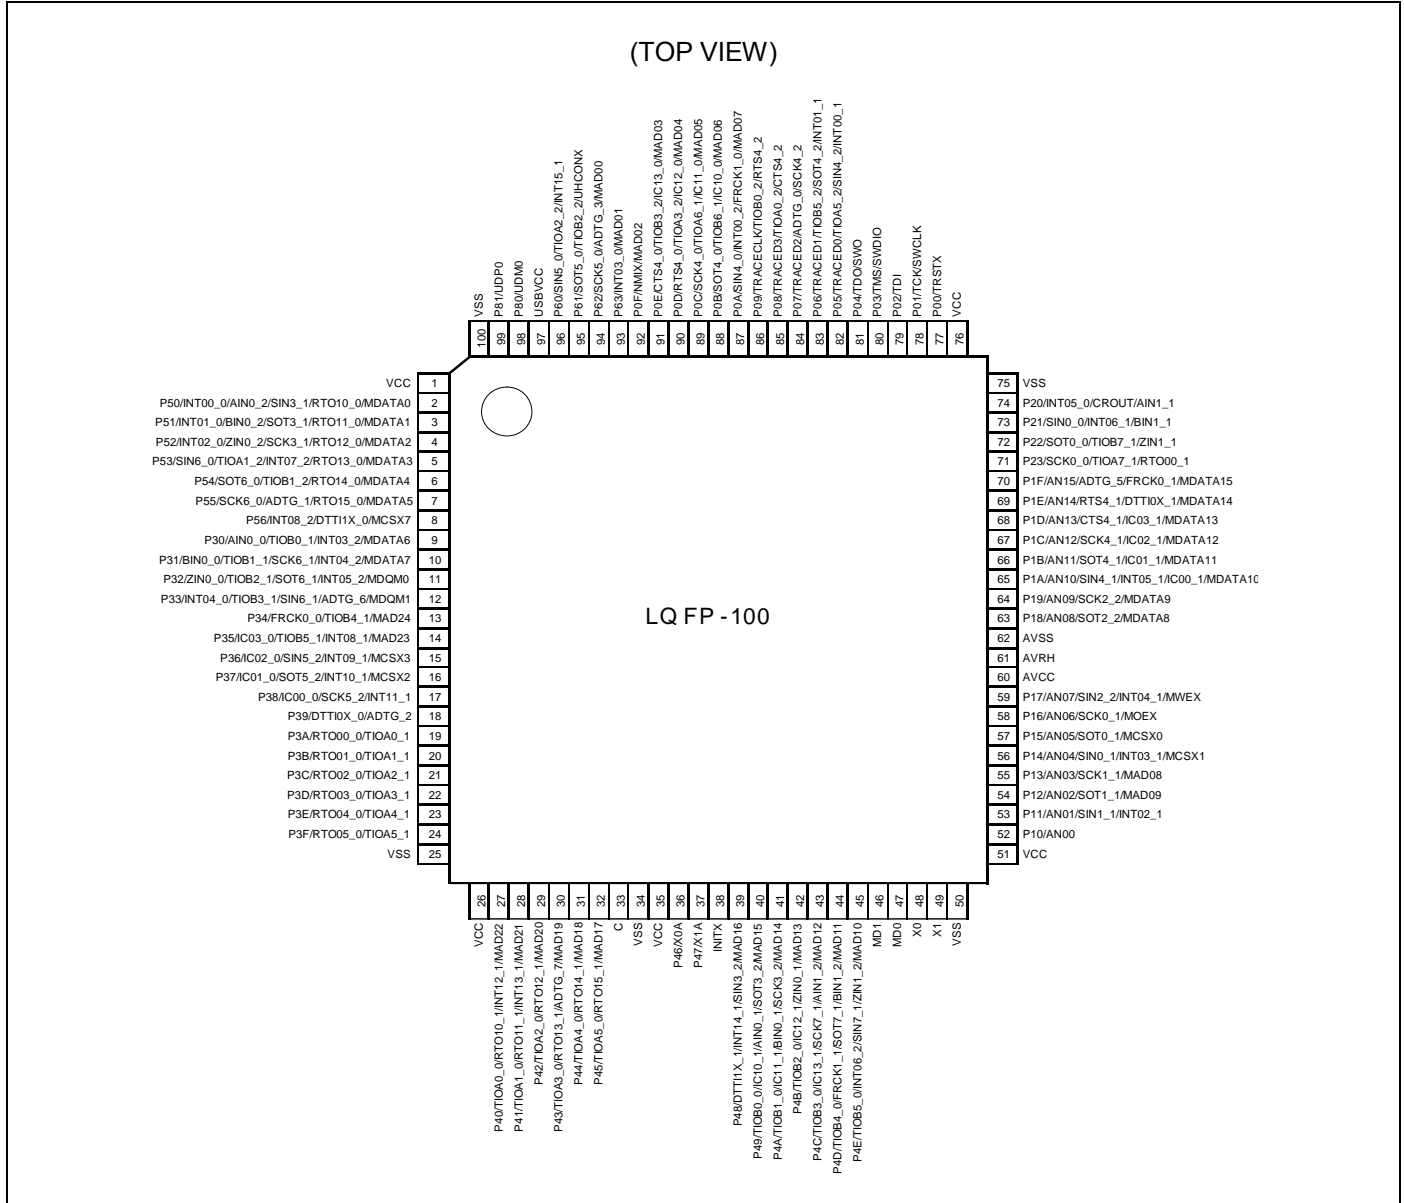 (TOP VIEW)
VSS
P81/UDP0
P80/UDM0
USBVCC
P60/SIN5_0/TIOA2_2/INT15_1
P61/SOT5_0/TIOB2_2/UHCONX
P62/SCK5_0/ADTG_3/MAD00
P63/INT03_0/MAD01
P0F/NMIX/MAD02
P0E/CTS4_0/TIOB3_2/IC13_0/MAD03
P0D/RTS4_0/TIOA3_2/IC12_0/MAD04
P0C/SCK4_0/TIOA6_1/IC11_0/MAD05
P0B/SOT4_0/TIOB6_1/IC10_0/MAD06
P0A/SIN4_0/INT00_2/FRCK1_0/MAD07
P09/TRACECLK/TIOB0_2/RTS4_2
P08/TRACED3/TIOA0_2/CTS4_2
P07/TRACED2/ADTG_0/SCK4_2
P06/TRACED1/TIOB5_2/SOT4_2/INT01_1
P05/TRACED0/TIOA5_2/SIN4_2/INT00_1
P04/TDO/SWO
P03/TMS/SWDIO
P02/TDI
P01/TCK/SWCLK
P00/TRSTX
VCC
100 99 98 97 96 95 94 93 92 91 90 89 88 87 86 85 84 83 82 81 80 79 78 77 76
VCC 1
P50/INT00_0/AIN0_2/SIN3_1/RTO10_0/MDATA0 2
P51/INT01_0/BIN0_2/SOT3_1/RTO11_0/MDATA1 3
P52/INT02_0/ZIN0_2/SCK3_1/RTO12_0/MDATA2 4
P53/SIN6_0/TIOA1_2/INT07_2/RTO13_0/MDATA3 5
P54/SOT6_0/TIOB1_2/RTO14_0/MDATA4 6
P55/SCK6_0/ADTG_1/RTO15_0/MDATA5 7
P56/INT08_2/DTTI1X_0/MCSX7 8
P30/AIN0_0/TIOB0_1/INT03_2/MDATA6 9
P31/BIN0_0/TIOB1_1/SCK6_1/INT04_2/MDATA7 10
P32/ZIN0_0/TIOB2_1/SOT6_1/INT05_2/MDQM0 11
P33/INT04_0/TIOB3_1/SIN6_1/ADTG_6/MDQM1 12
P34/FRCK0_0/TIOB4_1/MAD24 13
P35/IC03_0/TIOB5_1/INT08_1/MAD23 14
P36/IC02_0/SIN5_2/INT09_1/MCSX3 15
P37/IC01_0/SOT5_2/INT10_1/MCSX2 16
P38/IC00_0/SCK5_2/INT11_1 17
P39/DTTI0X_0/ADTG_2 18
P3A/RTO00_0/TIOA0_1 19
P3B/RTO01_0/TIOA1_1 20
P3C/RTO02_0/TIOA2_1 21
P3D/RTO03_0/TIOA3_1 22
P3E/RTO04_0/TIOA4_1 23
P3F/RTO05_0/TIOA5_1 24
VSS 25
LQFP-100
75 VSS
74 P20/INT05_0/CROUT/AIN1_1
73 P21/SIN0_0/INT06_1/BIN1_1
72 P22/SOT0_0/TIOB7_1/ZIN1_1
71 P23/SCK0_0/TIOA7_1/RTO00_1
70 P1F/AN15/ADTG_5/FRCK0_1/MDATA15
69 P1E/AN14/RTS4_1/DTTI0X_1/MDATA14
68 P1D/AN13/CTS4_1/IC03_1/MDATA13
67 P1C/AN12/SCK4_1/IC02_1/MDATA12
66 P1B/AN11/SOT4_1/IC01_1/MDATA11
65 P1A/AN10/SIN4_1/INT05_1/IC00_1/MDATA10
64 P19/AN09/SCK2_2/MDATA9
63 P18/AN08/SOT2_2/MDATA8
62 AVSS
61 AVRH
60 AVCC
59 P17/AN07/SIN2_2/INT04_1/MWEX
58 P16/AN06/SCK0_1/MOEX
57 P15/AN05/SOT0_1/MCSX0
56 P14/AN04/SIN0_1/INT03_1/MCSX1
55 P13/AN03/SCK1_1/MAD08
54 P12/AN02/SOT1_1/MAD09
53 P11/AN01/SIN1_1/INT02_1
52 P10/AN00
51 VCC
26 27 28 29 30 31 32 33 34 35 36 37 38 39 40 41 42 43 44 45 46 47 48 49 50
VCC
P40/TIOA0_0/RTO10_1/INT12_1/MAD22
P41/TIOA1_0/RTO11_1/INT13_1/MAD21
P42/TIOA2_0/RTO12_1/MAD20
P43/TIOA3_0/RTO13_1/ADTG_7/MAD19
P44/TIOA4_0/RTO14_1/MAD18
P45/TIOA5_0/RTO15_1/MAD17
C
VSS
VCC
P46/X0A
P47/X1A
INITX
P48/DTTI1X_1/INT14_1/SIN3_2/MAD16
P49/TIOB0_0/IC10_1/AIN0_1/SOT3_2/MAD15
P4A/TIOB1_0/IC11_1/BIN0_1/SCK3_2/MAD14
P4B/TIOB2_0/IC12_1/ZIN0_1/MAD13
P4C/TIOB3_0/IC13_1/SCK7_1/AIN1_2/MAD12
P4D/TIOB4_0/FRCK1_1/SOT7_1/BIN1_2/MAD11
P4E/TIOB5_0/INT06_2/SIN7_1/ZIN1_2/MAD10
MD1
MD0
X0
X1
VSS